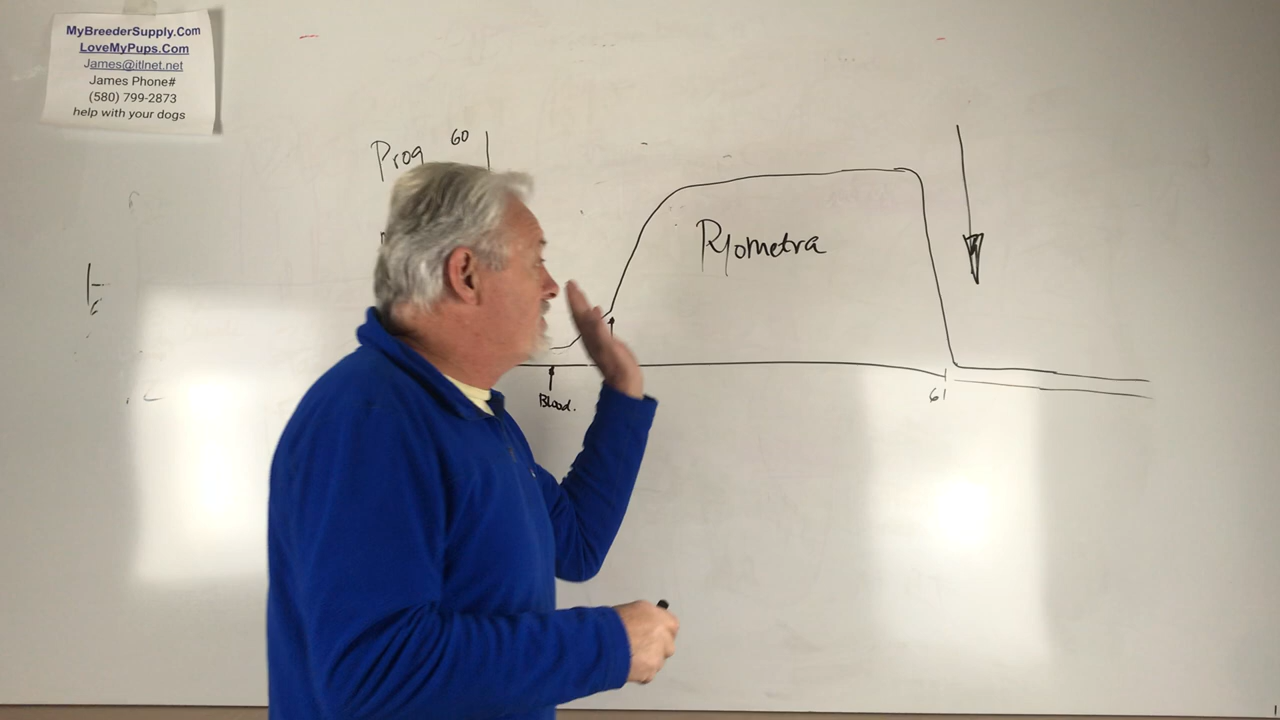 MyBreederSupply.Com
LoveMyPups.Com
James@itlnet.net
James Phone#
(580) 799-2873
help with your dogs
Prog 60
Pyometra
Blood.
61